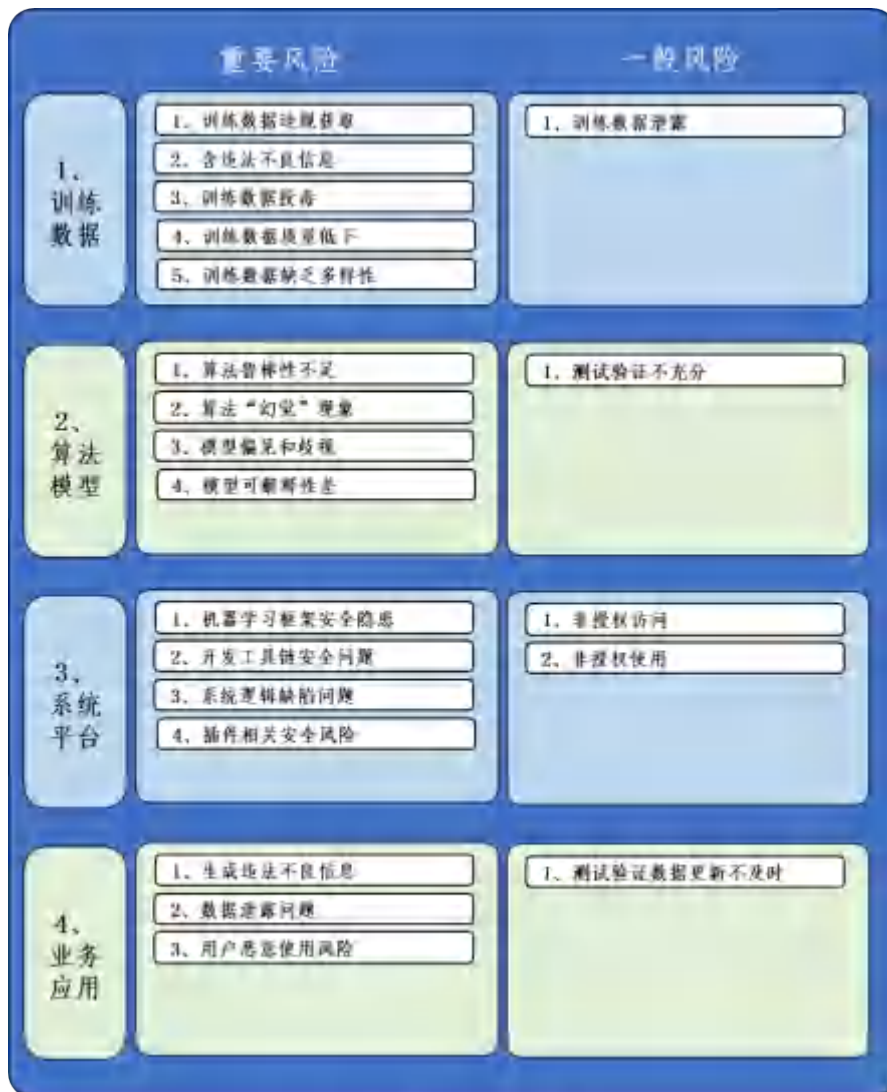 重要风险
一般风险
1、
训练
数据
1、训练数据违规获取
2、含违法不良信息
3、训练数据投毒
4、训练数据质量低下
5、训练数据缺乏多样性
1、训练数据泄露
2、
算法
模型
1、算法鲁棒性不足
2、算法“幻觉”现象
3、模型偏见和歧视
4、模型可解释性差
1、测试验证不充分
3、
系统
平台
1、机器学习框架安全隐患
2、开发工具链安全问题
3、系统逻辑缺陷问题
4、插件相关安全风险
1、非授权访问
2、非授权使用
4、
业务
应用
1、生成违法不良信息
2、数据泄露问题
3、用户恶意使用风险
1、测试验证数据更新不及时